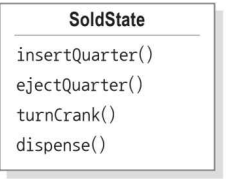 SoldState
insertQuarter()
ejectQuarter()
turnCrank()
dispense()